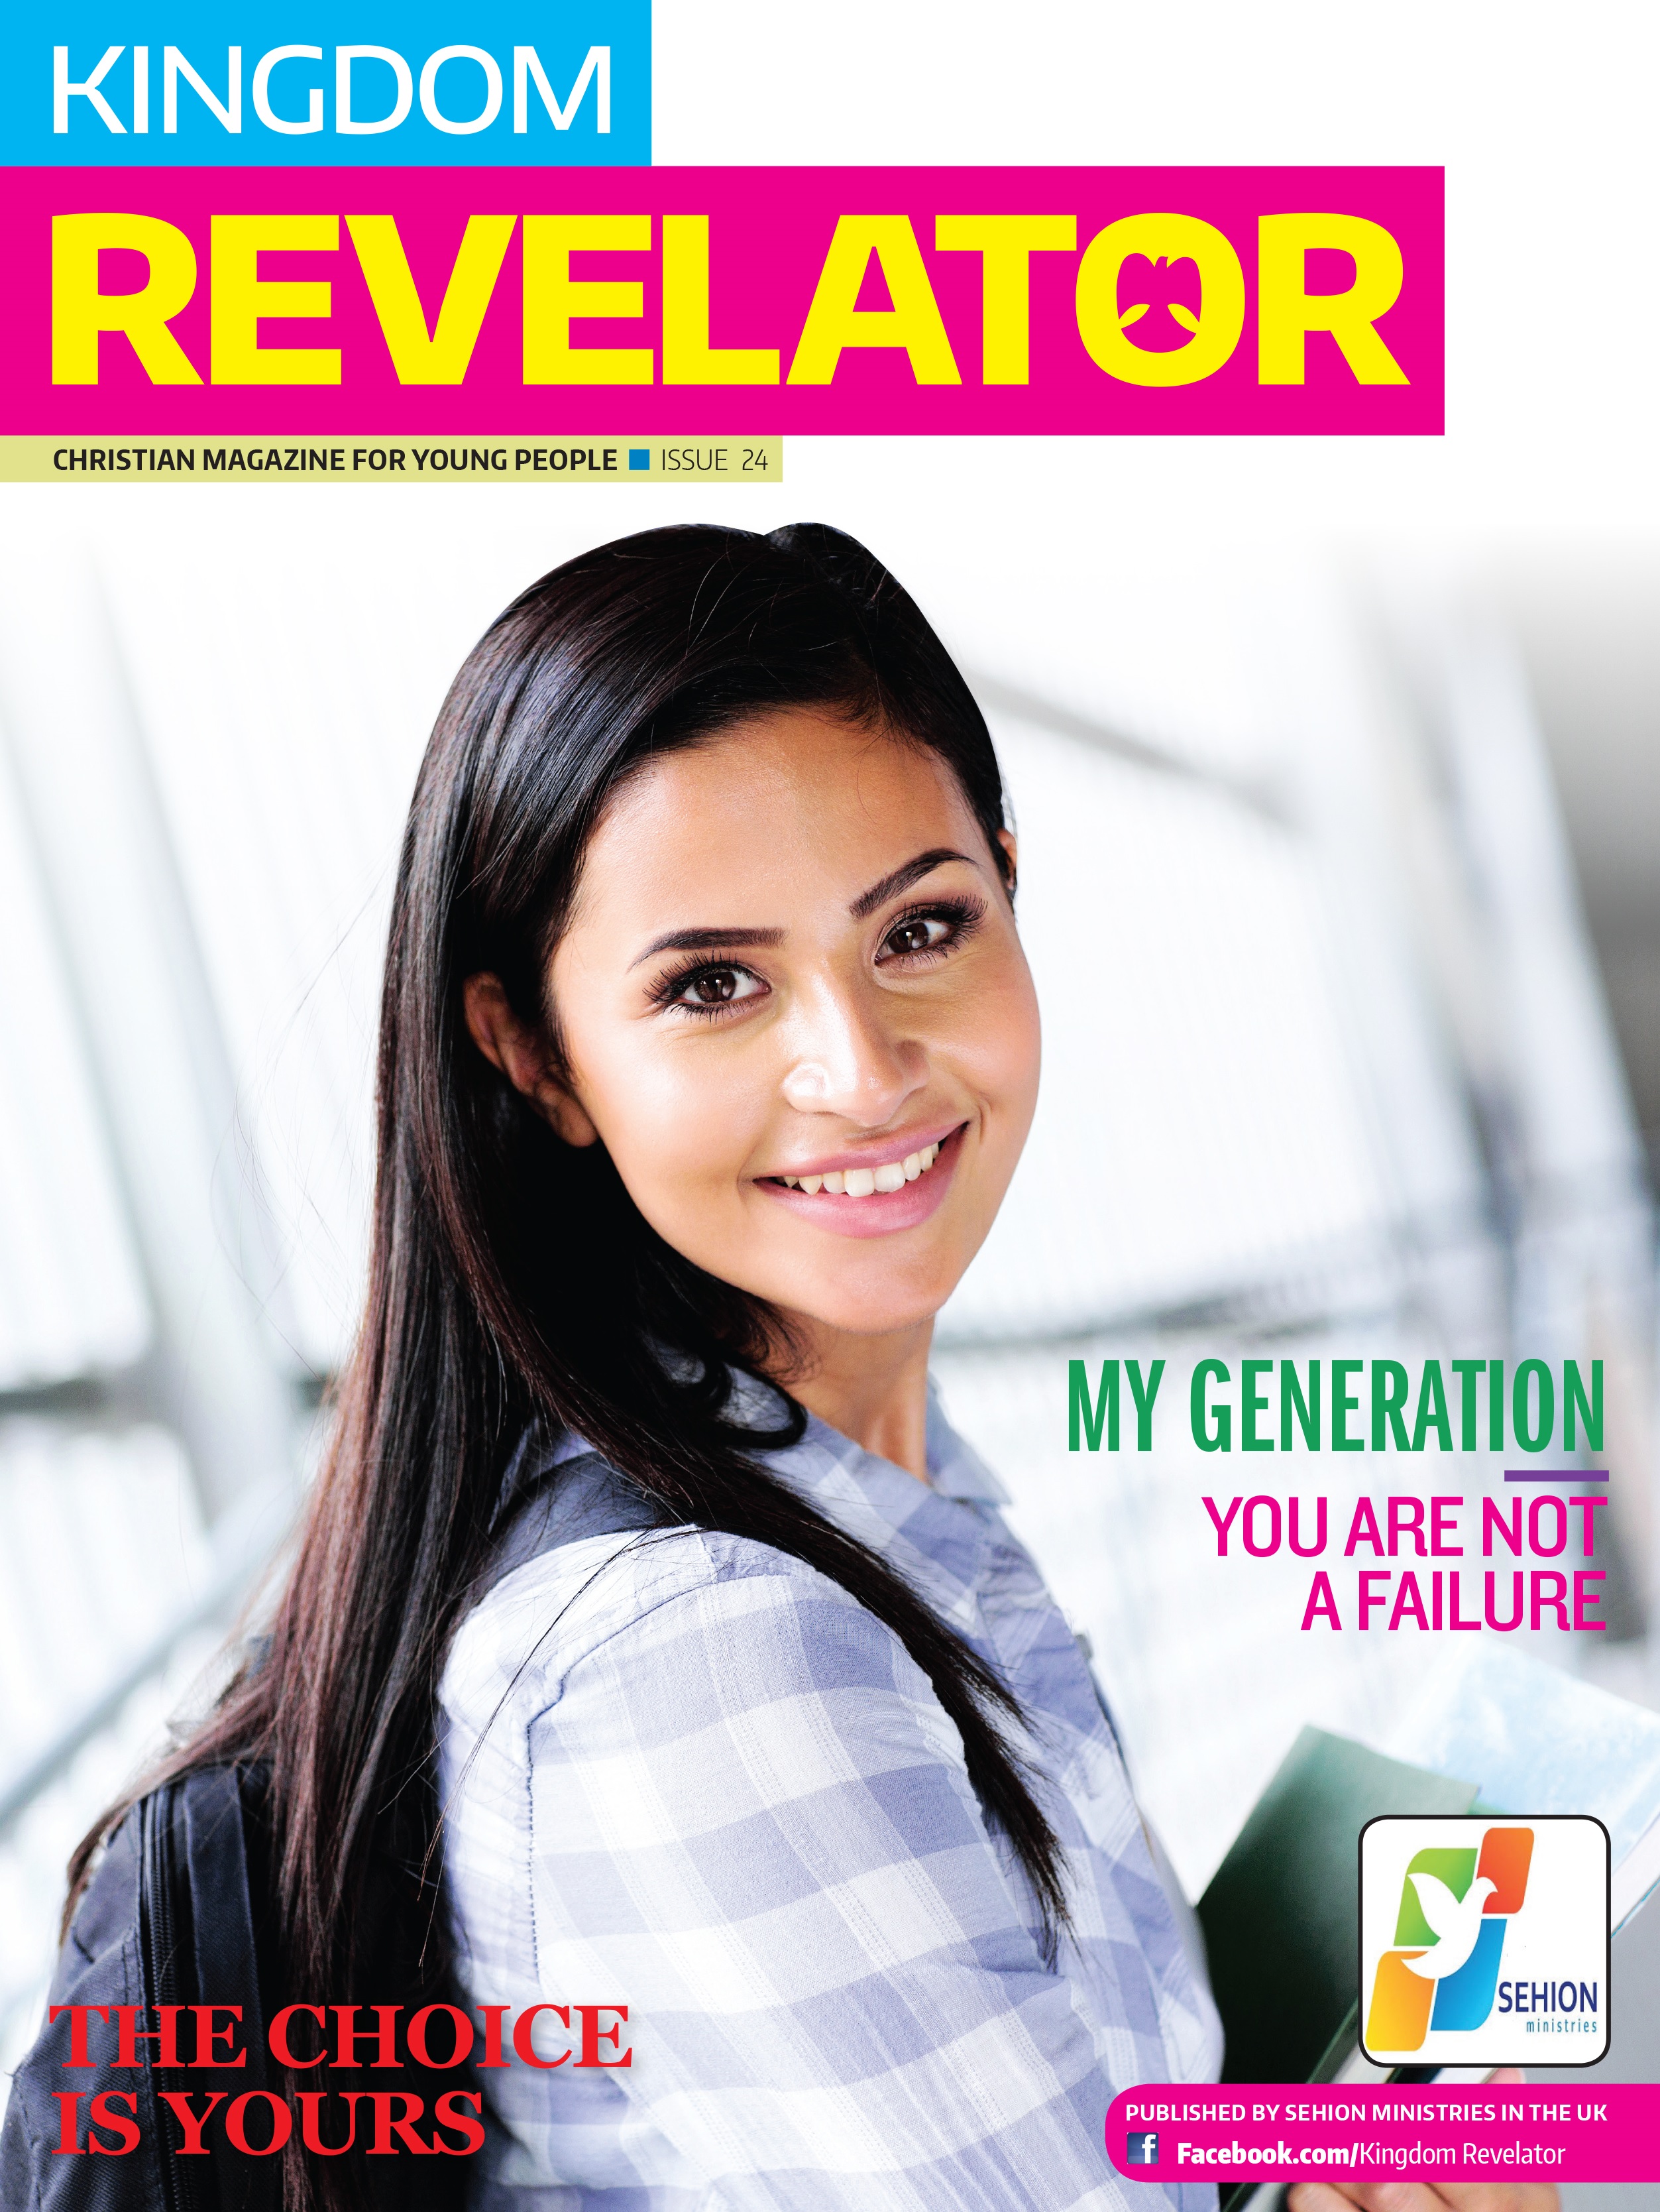 KINGDOM
REVELATOR
CHRISTIAN MAGAZINE FOR YOUNG PEOPLE ■ ISSUE 24
MY GENERATION
YOU ARE NOT
A FAILURE
SEHION
ministries
THE CHOICE
IS YOURS
PUBLISHED BY SEHION MINISTRIES IN THE UK
f Facebook.com/Kingdom Revelator